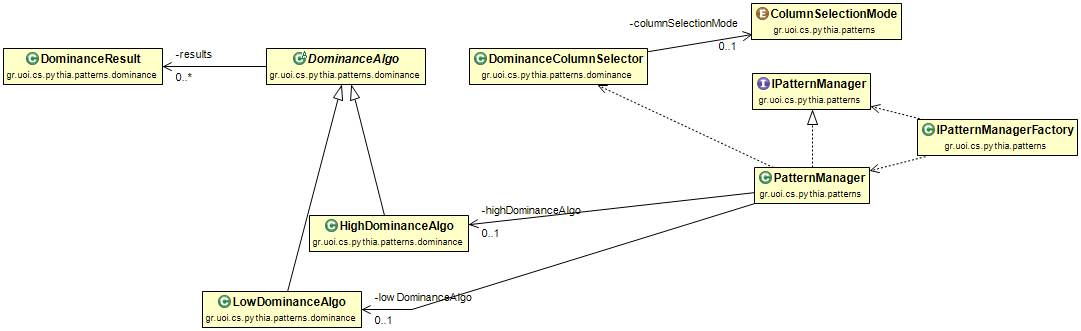 -columnSelectionMode
0..1
E ColumnSelectionMode
gr.uoi.cs.pythia.patterns
C DominanceResult
gr.uoi.cs.pythia.patterns.dominance
-results
0..*
C A DominanceAlgo
gr.uoi.cs.pythia.patterns.dominance
C DominanceColumnSelector
gr.uoi.cs.pythia.patterns.dominance
I IPatternManager
gr.uoi.cs.pythia.patterns
C IPatternManagerFactory
gr.uoi.cs.pythia.patterns
C PatternManager
gr.uoi.cs.pythia.patterns
-highDominanceAlgo
0..1
C HighDominanceAlgo
gr.uoi.cs.pythia.patterns.dominance
C LowDominanceAlgo
gr.uoi.cs.pythia.patterns.dominance
-lowDominanceAlgo
0..1